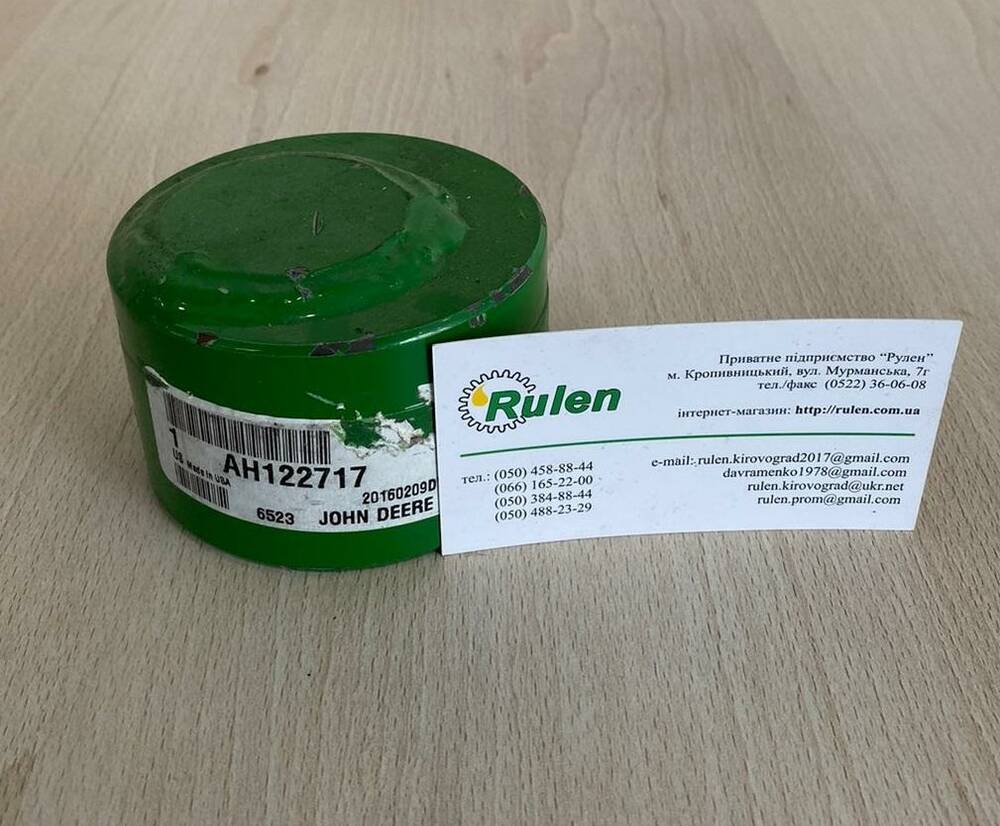 1
US Made in USA
AH122717
20160209D
6523 JOHN DEERE
Rulen
Приватне підприємство “Рулен”
м. Кропивницький, вул. Мурманська, 7г
тел./факс (0522) 36-06-08
інтернет-магазин: http://rulen.com.ua
тел.: (050) 458-88-44
(066) 165-22-00
(050) 384-88-44
(050) 488-23-29
e-mail: rulen.kirovograd2017@gmail.com
davramenko1978@gmail.com
rulen.kirovograd@ukr.net
rulen.prom@gmail.com